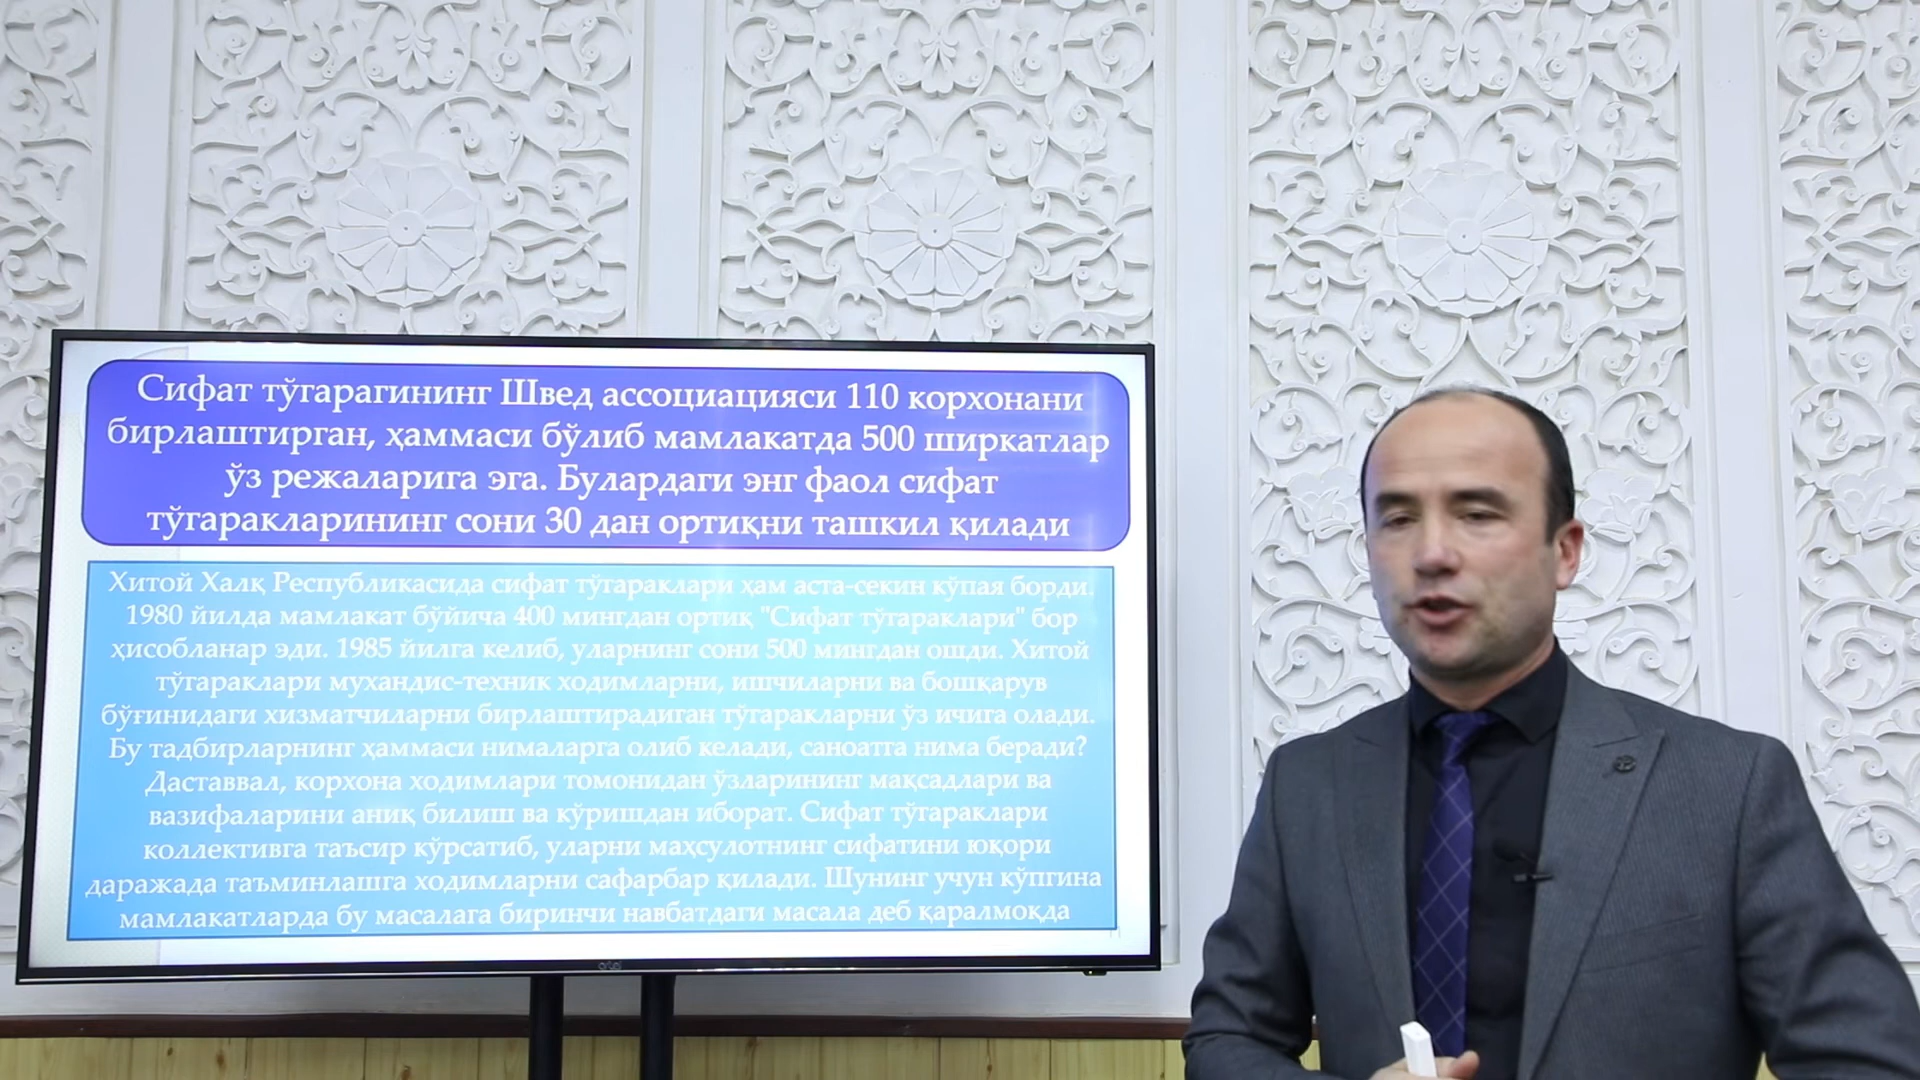 Сифат тўгарагининг Швед ассоциацияси 110 корхонани
бирлаштирган, ҳаммаси бўлиб мамлакатда 500 ширкатлар
ўз режаларига эга. Булардаги энг фаол сифат
тўгаракларининг сони 30 дан ортиқни ташкил қилади
Хитой Халқ Республикасида сифат тўгараклари ҳам аста-секин кўпая борди.
1980 йилда мамлакат бўйича 400 мингдан ортиқ "Сифат тўгараклари" бор
ҳисобланар эди. 1985 йилга келиб, уларнинг сони 500 мингдан ошди. Хитой
тўгараклари мухандис-техник ходимларни, ишчиларни ва бошқарув
бўғинидаги хизматчиларни бирлаштирадиган тўгаракларни ўз ичига олади.
Бу тадбирларнинг ҳаммаси нималарга олиб келади, саноатга нима беради?
Даставвал, корхона ходимлари томонидан ўзларининг мақсадлари ва
вазифаларини аниқ билиш ва кўришдан иборат. Сифат тўгараклари
коллективга таъсир кўрсатиб, уларни маҳсулотнинг сифатини юқори
даражада таъминлашга ходимларни сафарбар қилади. Шунинг учун кўпгина
мамлакатларда бу масалага биринчи навбатдаги масала деб қаралмоқда
artel